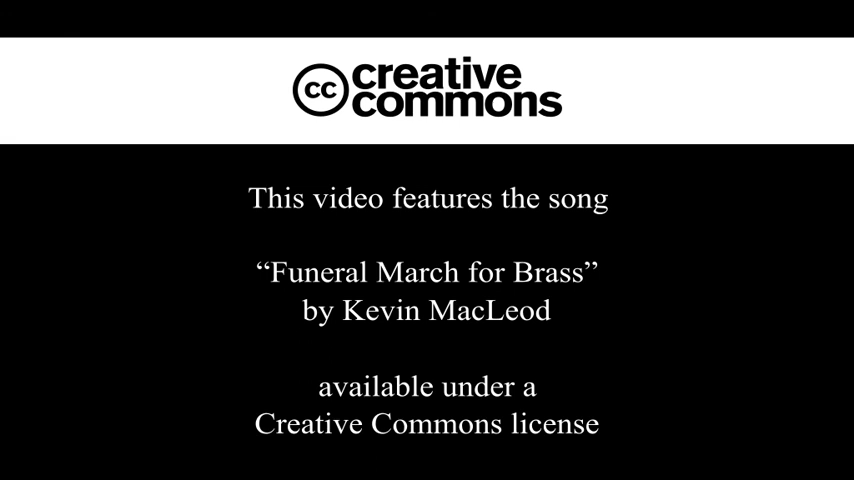 cc creative
commons
This video features the song
“Funeral March for Brass”
by Kevin MacLeod
available under a
Creative Commons license